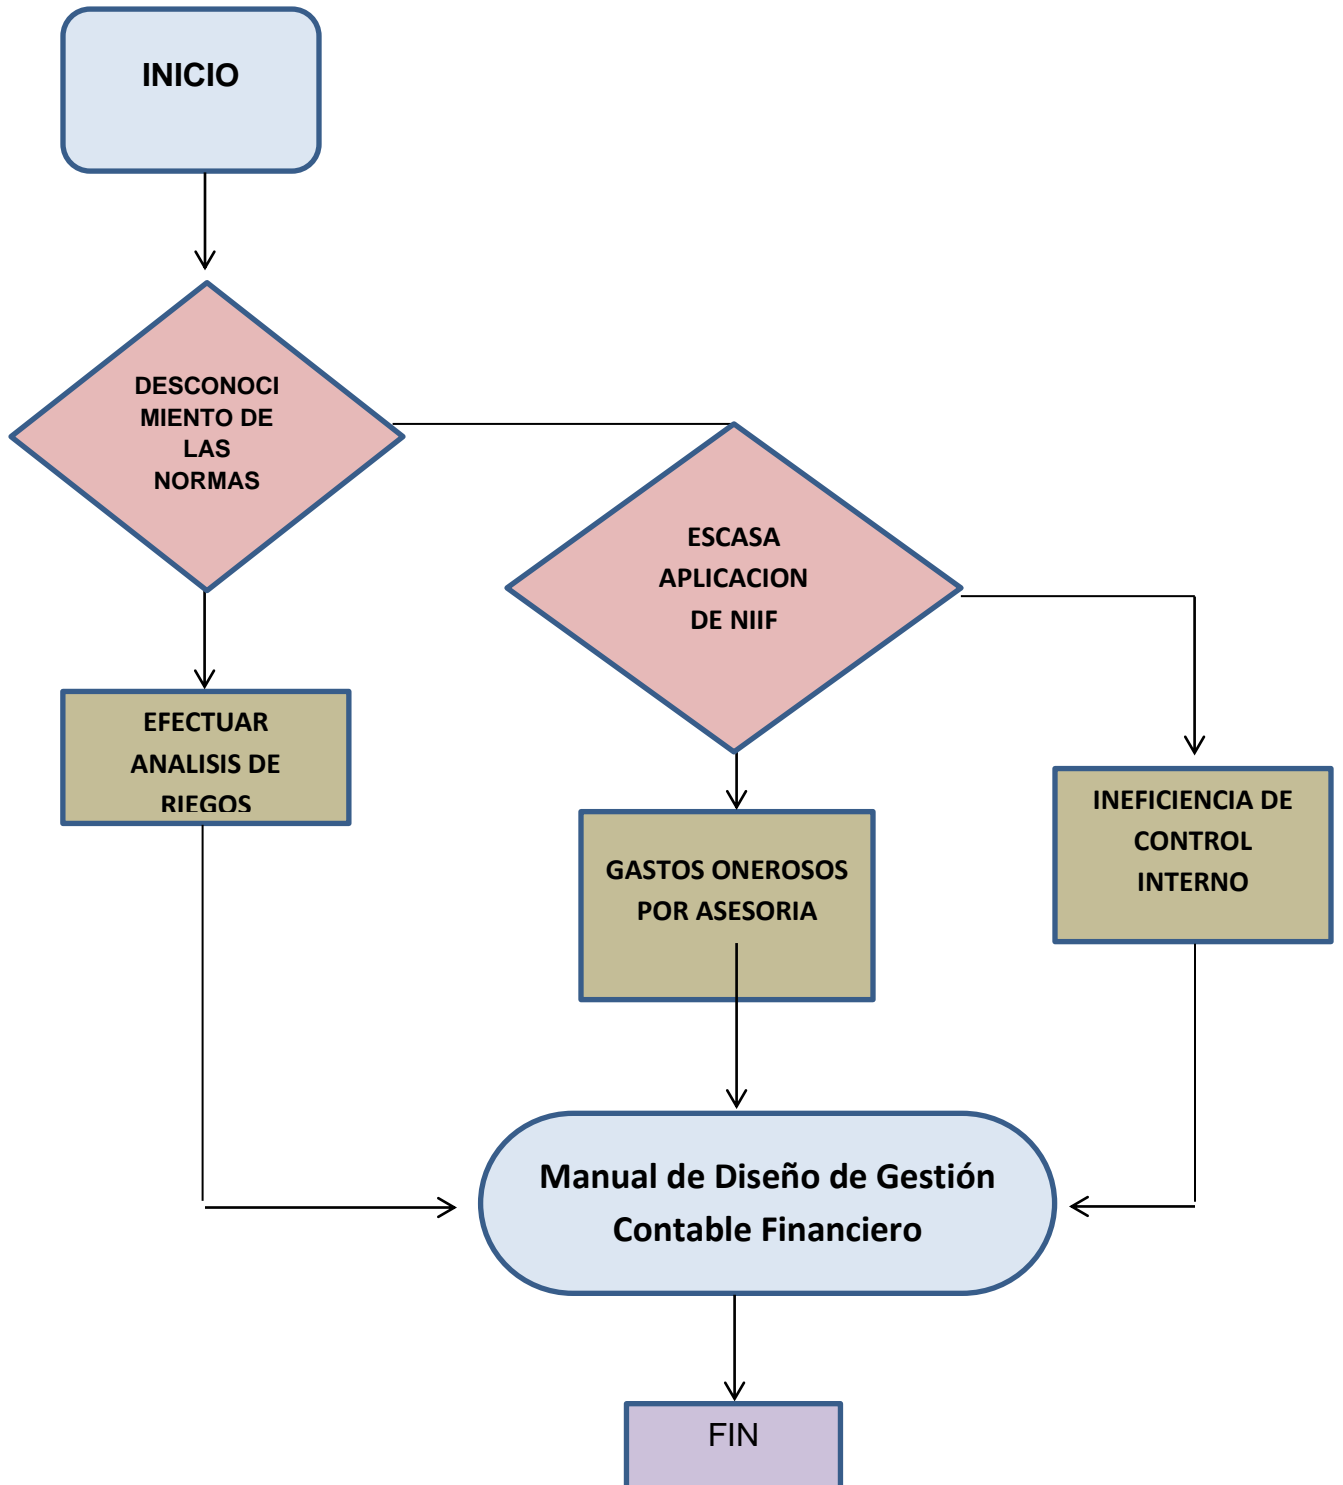 INICIO
DESCONOCI
MIENTO DE
LAS
NORMAS
ESCASA
APLICACION
DE NIIF
EFECTUAR
ANALISIS DE
RIEGOS
GASTOS ONEROSOS
POR ASESORIA
INEFICIENCIA DE
CONTROL
INTERNO
Manual de Diseño de Gestión
Contable Financiero
FIN